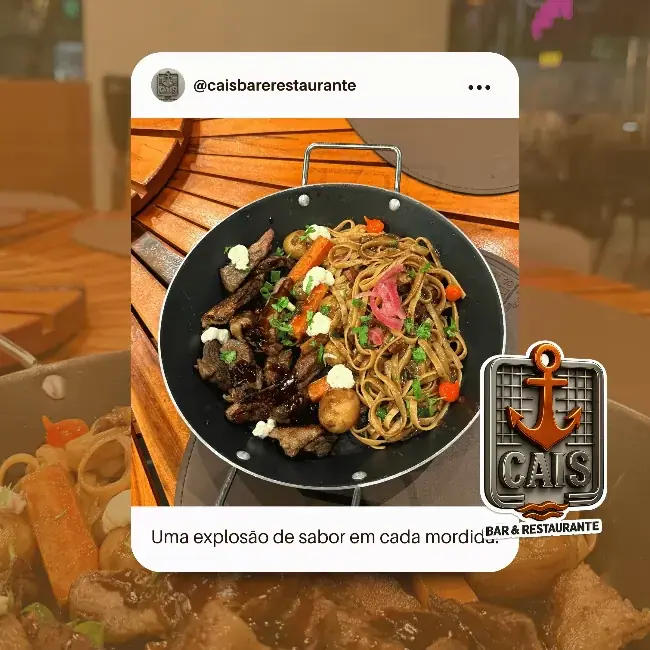 @caisbarerestaurante
Uma explosão de sabor em cada mordida.
CAIS
BAR & RESTAURANTE